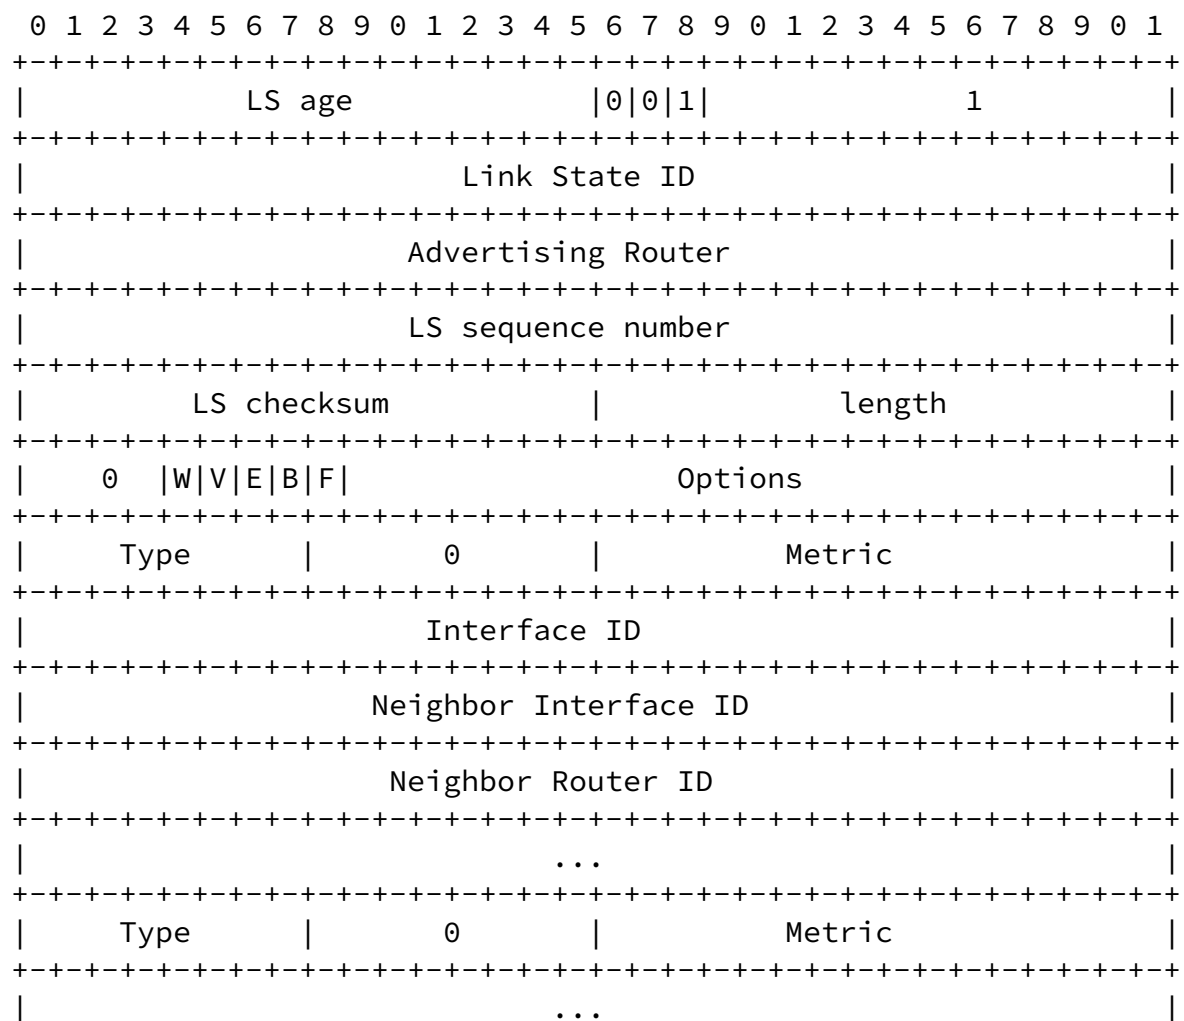 0 1 2 3 4 5 6 7 8 9 0 1 2 3 4 5 6 7 8 9 0 1 2 3 4 5 6 7 8 9 0 1
+-+-+-+-+-+-+-+-+-+-+-+-+-+-+-+-+-+-+-+-+-+-+-+-+-+-+-+-+-+-+-+-+
|            LS age             |0|0|1|              1          |
+-+-+-+-+-+-+-+-+-+-+-+-+-+-+-+-+-+-+-+-+-+-+-+-+-+-+-+-+-+-+-+-+
|                        Link State ID                          |
+-+-+-+-+-+-+-+-+-+-+-+-+-+-+-+-+-+-+-+-+-+-+-+-+-+-+-+-+-+-+-+-+
|                     Advertising Router                        |
+-+-+-+-+-+-+-+-+-+-+-+-+-+-+-+-+-+-+-+-+-+-+-+-+-+-+-+-+-+-+-+-+
|                     LS sequence number                        |
+-+-+-+-+-+-+-+-+-+-+-+-+-+-+-+-+-+-+-+-+-+-+-+-+-+-+-+-+-+-+-+-+
|         LS checksum           |             length            |
+-+-+-+-+-+-+-+-+-+-+-+-+-+-+-+-+-+-+-+-+-+-+-+-+-+-+-+-+-+-+-+-+
|    0  |W|V|E|B|F|                  Options                    |
+-+-+-+-+-+-+-+-+-+-+-+-+-+-+-+-+-+-+-+-+-+-+-+-+-+-+-+-+-+-+-+-+
|     Type      |       0       |          Metric               |
+-+-+-+-+-+-+-+-+-+-+-+-+-+-+-+-+-+-+-+-+-+-+-+-+-+-+-+-+-+-+-+-+
|                      Interface ID                             |
+-+-+-+-+-+-+-+-+-+-+-+-+-+-+-+-+-+-+-+-+-+-+-+-+-+-+-+-+-+-+-+-+
|                   Neighbor Interface ID                       |
+-+-+-+-+-+-+-+-+-+-+-+-+-+-+-+-+-+-+-+-+-+-+-+-+-+-+-+-+-+-+-+-+
|                    Neighbor Router ID                         |
+-+-+-+-+-+-+-+-+-+-+-+-+-+-+-+-+-+-+-+-+-+-+-+-+-+-+-+-+-+-+-+-+
|                             ...                               |
+-+-+-+-+-+-+-+-+-+-+-+-+-+-+-+-+-+-+-+-+-+-+-+-+-+-+-+-+-+-+-+-+
|     Type      |       0       |          Metric               |
+-+-+-+-+-+-+-+-+-+-+-+-+-+-+-+-+-+-+-+-+-+-+-+-+-+-+-+-+-+-+-+-+
|                             ...                               |